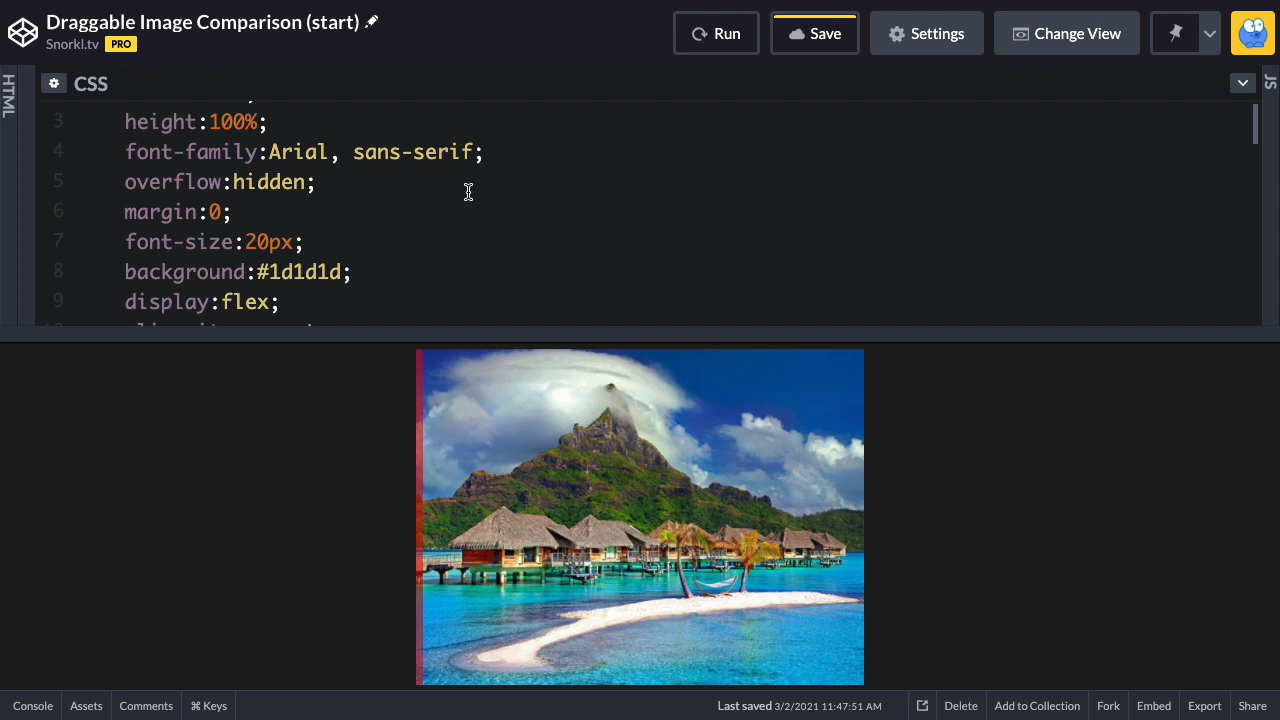 Draggable Image Comparison (start)
Snorkl.tv PRO
Run
Save
Settings
Change View
HTML
CSS
JS
3 height:100%;
4 font-family:Arial, sans-serif;
5 overflow:hidden;
6 margin:0;
7 font-size:20px;
8 background:#1d1d1d;
9 display:flex;
Console Assets Comments ⌘ Keys Last saved 3/2/2021 11:47:51 AM Delete Add to Collection Fork Embed Export Share